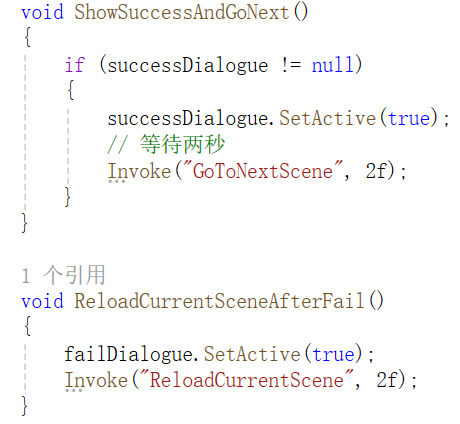 void ShowSuccessAndGoNext()
{
    if (successDialogue != null)
    {
        successDialogue.SetActive(true);
        // 等待两秒
        Invoke("GoToNextScene", 2f);
    }
}
1 个引用
void ReloadCurrentSceneAfterFail()
{
    failDialogue.SetActive(true);
    Invoke("ReloadCurrentScene", 2f);
}